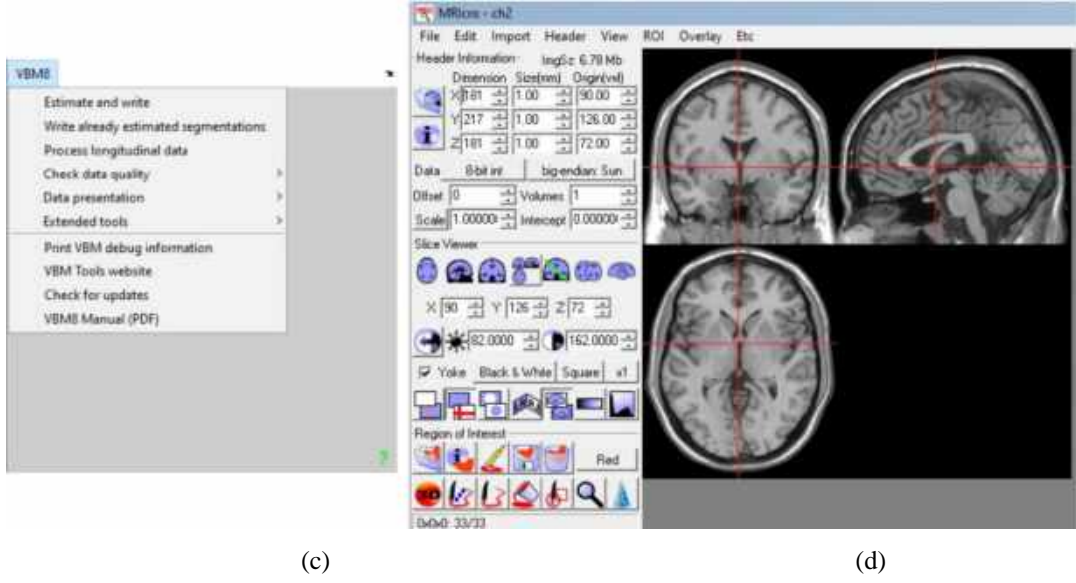 VBM8
Estimate and write
Write already estimated segmentations
Process longitudinal data
Check data quality
Data presentation
Extended tools
Print VBM debug information
VBM Tools website
Check for updates
VBM8 Manual (PDF)
?
(c)
MRIcro - ch2
File Edit Import Header View ROI Overlay Etc
Header Information ImgSz: 6.78 Mb
Dimension Size(mm) Origin(vxl)
X 181 1.00 90.00
Y 217 1.00 126.00
Z 181 1.00 72.00
Data 8-bit int big-endian: Sun
Offset 0 Volumes 1
Scale 1.00000 Intercept 0.00000
Slice Viewer
X 90 Y 126 Z 72
82.0000 162.0000
Yoke Black & White Square x1
LRA
Region of Interest
Red
3D
0x0x0: 33/33
(d)